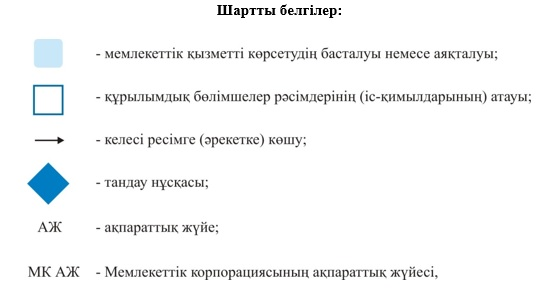 Шартты белгілер:
- мемлекеттік қызметті көрсетудің басталуы немесе аяқталуы;
- құрылымдық бөлімшелер рәсімдерінің (іс-қимылдарының) атауы;
- келесі ресімге (әрекетке) көшу;
- тандау нұсқасы;
АЖ - ақпараттық жүйе;
МК АЖ - Мемлекеттік корпорациясының ақпараттық жүйесі,